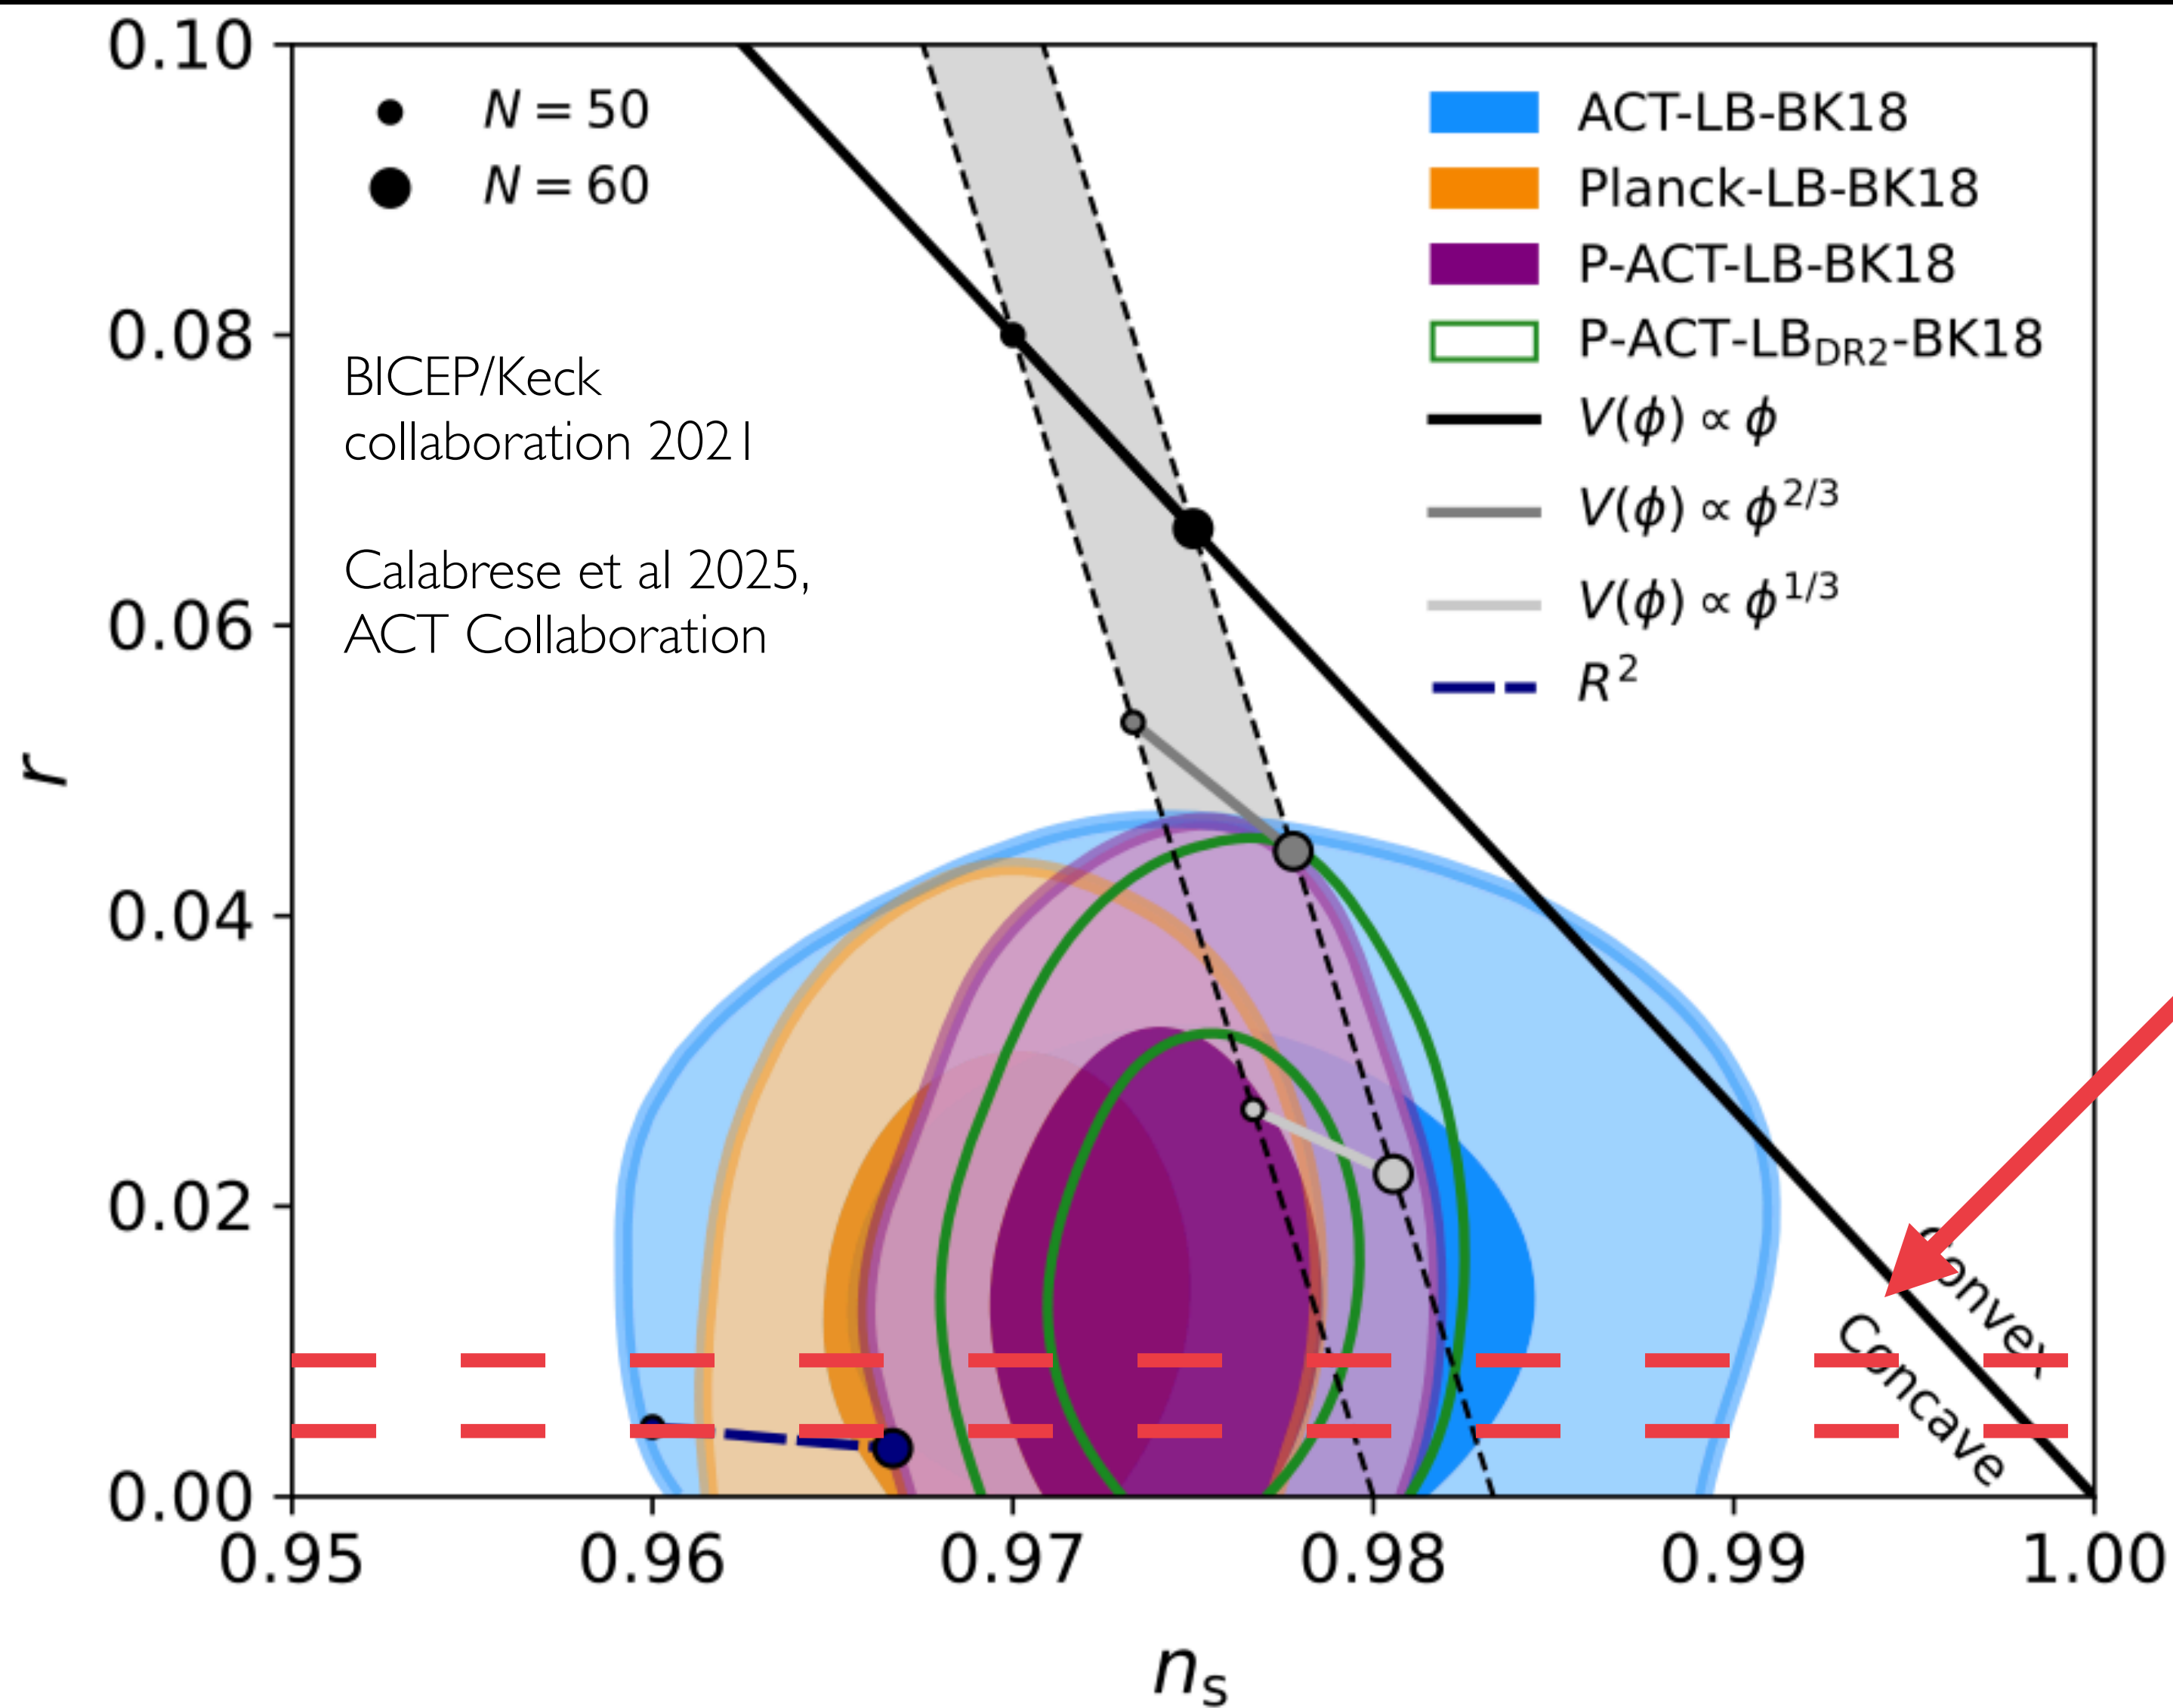 0.10
0.08
0.06
0.04
0.02
0.00
r
N = 50
N = 60
BICEP/Keck
collaboration 2021
Calabrese et al 2025,
ACT Collaboration
ACT-LB-BK18
Planck-LB-BK18
P-ACT-LB-BK18
P-ACT-LB_DR2-BK18
V(ϕ) ∝ ϕ
V(ϕ) ∝ ϕ^2/3
V(ϕ) ∝ ϕ^1/3
R²
Convex
Concave
0.95 0.96 0.97 0.98 0.99 1.00
n_s